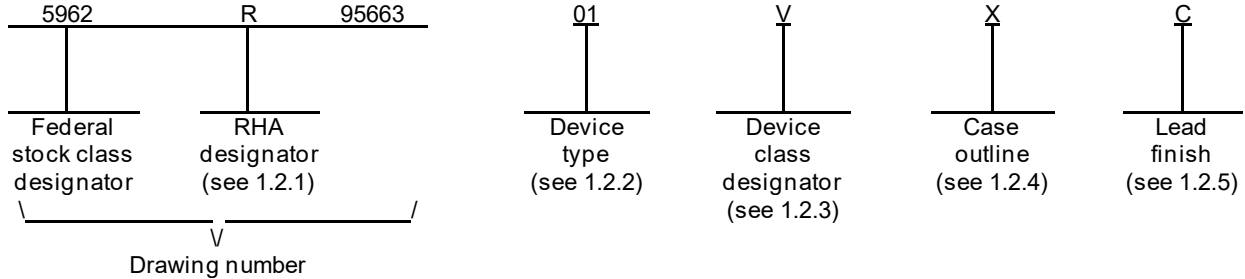 5962 R 95663 01 V X C
Federal RHA Device Device Case Lead
stock class designator type class outline finish
designator (see 1.2.1) (see 1.2.2) designator (see 1.2.4) (see 1.2.5)
(see 1.2.3)
\ /
\/
Drawing number